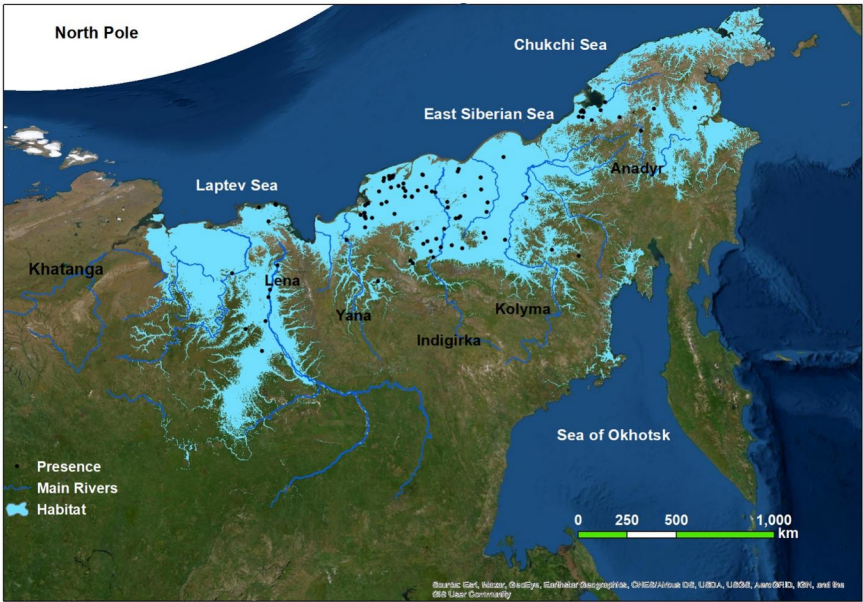 North Pole
Chukchi Sea
East Siberian Sea
Anadyr
Laptev Sea
Khatanga
Lena
Yana
Kolyma
Indigirka
Sea of Okhotsk
Presence
Main Rivers
Habitat
0 250 500 1,000
km
Source: Esri, Maxar, GeoEye, Earthstar Geographics, CNES/Airbus DS, USDA, USGS, AeroGRID, IGN, and the
GIS User Community